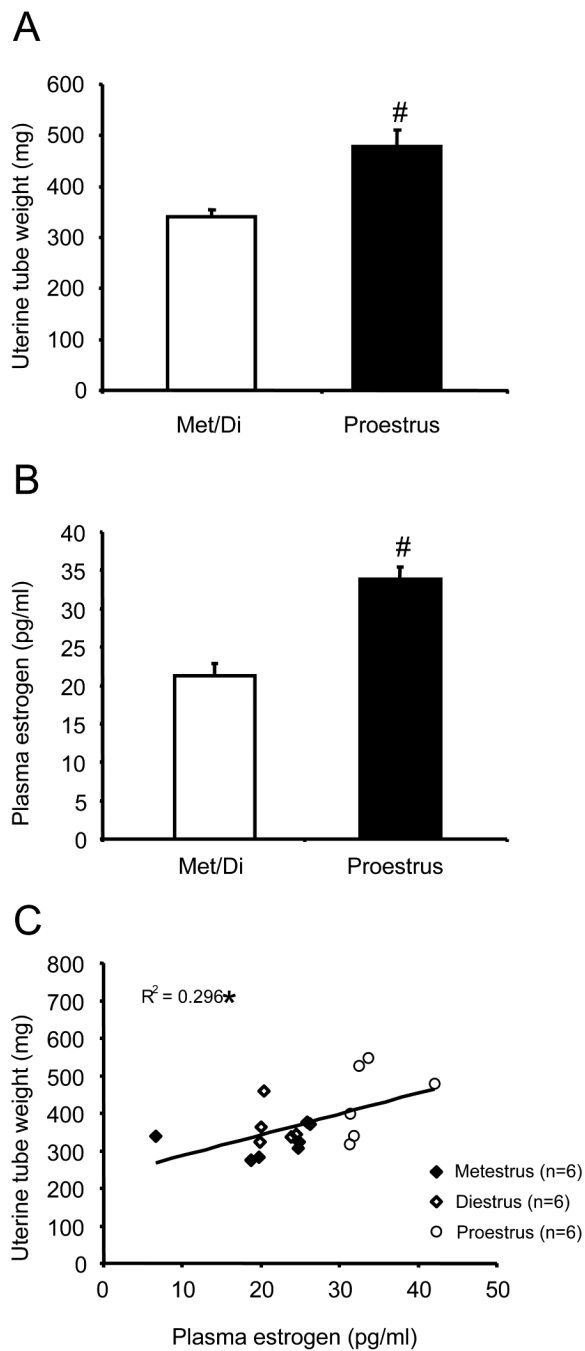 A
Uterine tube weight (mg)
600
500
400
300
200
100
0
#
Met/Di
Proestrus
B
Plasma estrogen (pg/ml)
40
35
30
25
20
15
10
5
0
#
Met/Di
Proestrus
C
Uterine tube weight (mg)
800
700
600
500
400
300
200
100
0
R² = 0.296*
Metestrus (n=6)
Diestrus (n=6)
Proestrus (n=6)
0
10
20
30
40
50
Plasma estrogen (pg/ml)